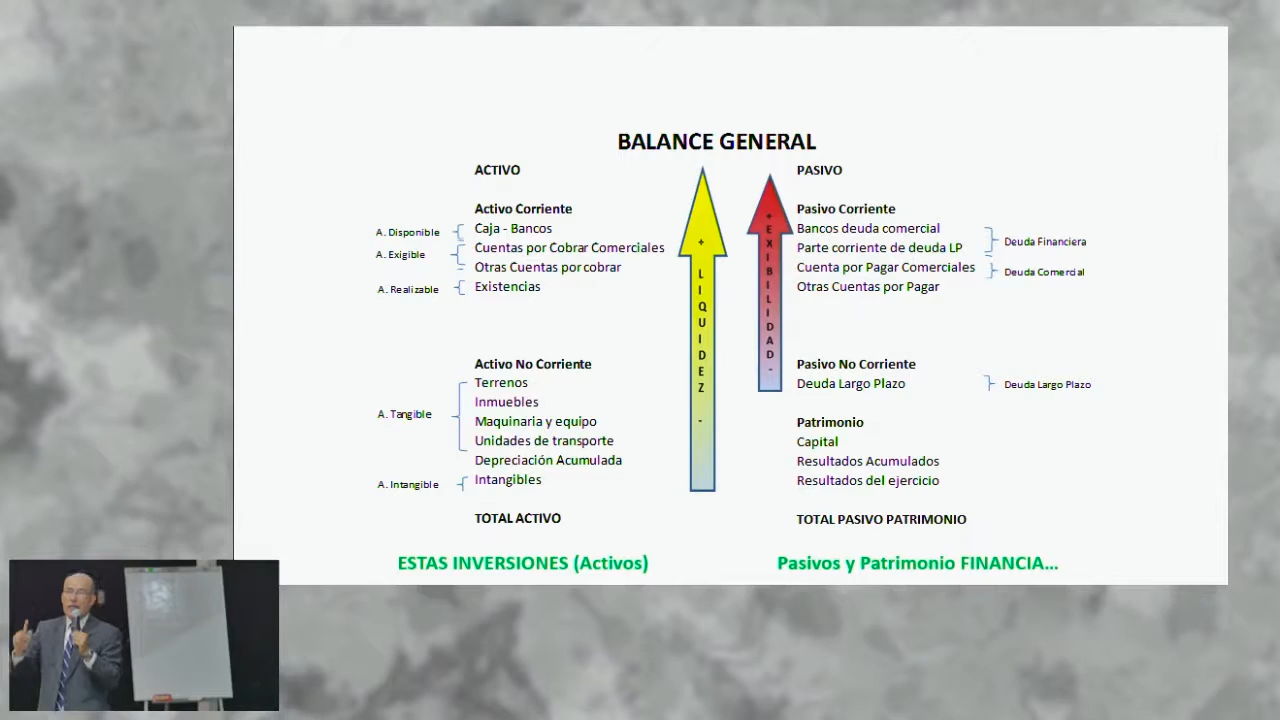 BALANCE GENERAL
ACTIVO
Activo Corriente
A. Disponible
Caja - Bancos
A. Exigible
Cuentas por Cobrar Comerciales
Otras Cuentas por cobrar
A. Realizable
Existencias
Activo No Corriente
Terrenos
Inmuebles
A. Tangible
Maquinaria y equipo
Unidades de transporte
Depreciación Acumulada
A. Intangible
Intangibles
TOTAL ACTIVO
+ LIQUIDEZ -
+ EXIBILIDAD -
PASIVO
Pasivo Corriente
Bancos deuda comercial
Parte corriente de deuda LP
Deuda Financiera
Cuenta por Pagar Comerciales
Deuda Comercial
Otras Cuentas por Pagar
Pasivo No Corriente
Deuda Largo Plazo
Deuda Largo Plazo
Patrimonio
Capital
Resultados Acumulados
Resultados del ejercicio
TOTAL PASIVO PATRIMONIO
ESTAS INVERSIONES (Activos)
Pasivos y Patrimonio FINANCIA...